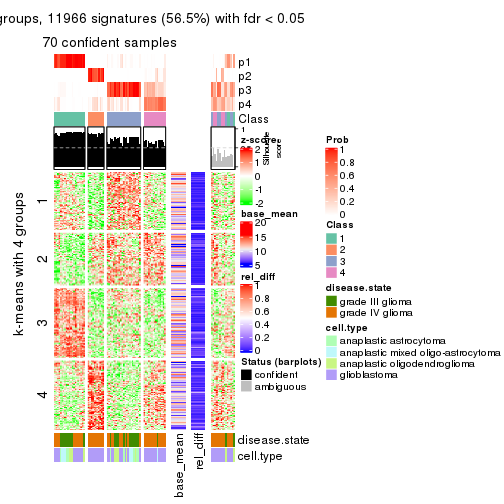 groups, 11966 signatures (56.5%) with fdr < 0.05
70 confident samples
p1
p2
p3
p4
Class
1
Silhouette
score
k-means with 4 groups
1
2
3
4
z-score
2
1
0
-1
-2
base_mean
20
15
10
5
rel_diff
1
0.8
0.6
0.4
0.2
0
Status (barplots)
confident
ambiguous
Prob
1
0.8
0.6
0.4
0.2
0
Class
1
2
3
4
disease.state
grade III glioma
grade IV glioma
cell.type
anaplastic astrocytoma
anaplastic mixed oligo-astrocytoma
anaplastic oligodendroglioma
glioblastoma
disease.state
cell.type
base_mean
rel_diff